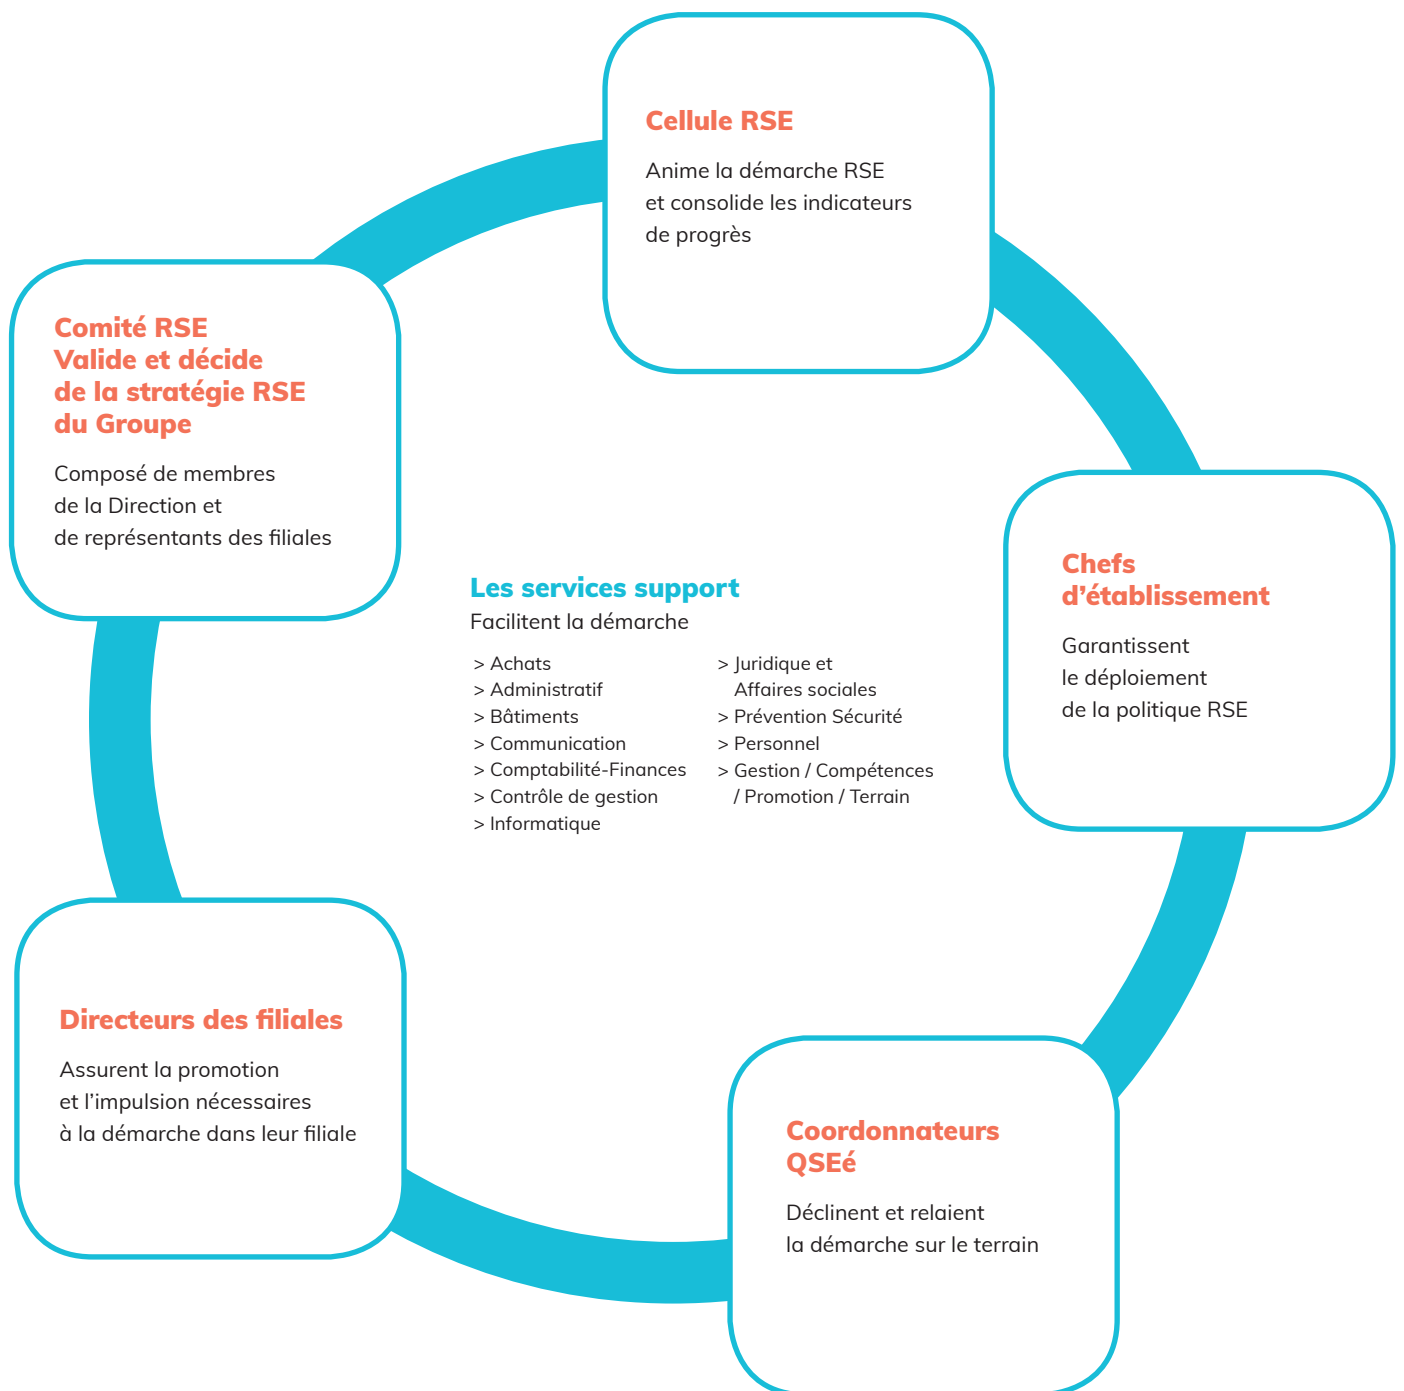 Cellule RSE
Anime la démarche RSE
et consolide les indicateurs
de progrès
Comité RSE
Valide et décide
de la stratégie RSE
du Groupe
Composé de membres
de la Direction et
de représentants des filiales
Chefs
d’établissement
Garantissent
le déploiement
de la politique RSE
Les services support
Facilitent la démarche
> Achats
> Administratif
> Bâtiments
> Communication
> Comptabilité-Finances
> Contrôle de gestion
> Informatique
> Juridique et
Affaires sociales
> Prévention Sécurité
> Personnel
> Gestion / Compétences
/ Promotion / Terrain
Directeurs des filiales
Assurent la promotion
et l’impulsion nécessaires
à la démarche dans leur filiale
Coordonnateurs
QSEé
Déclinent et relaient
la démarche sur le terrain